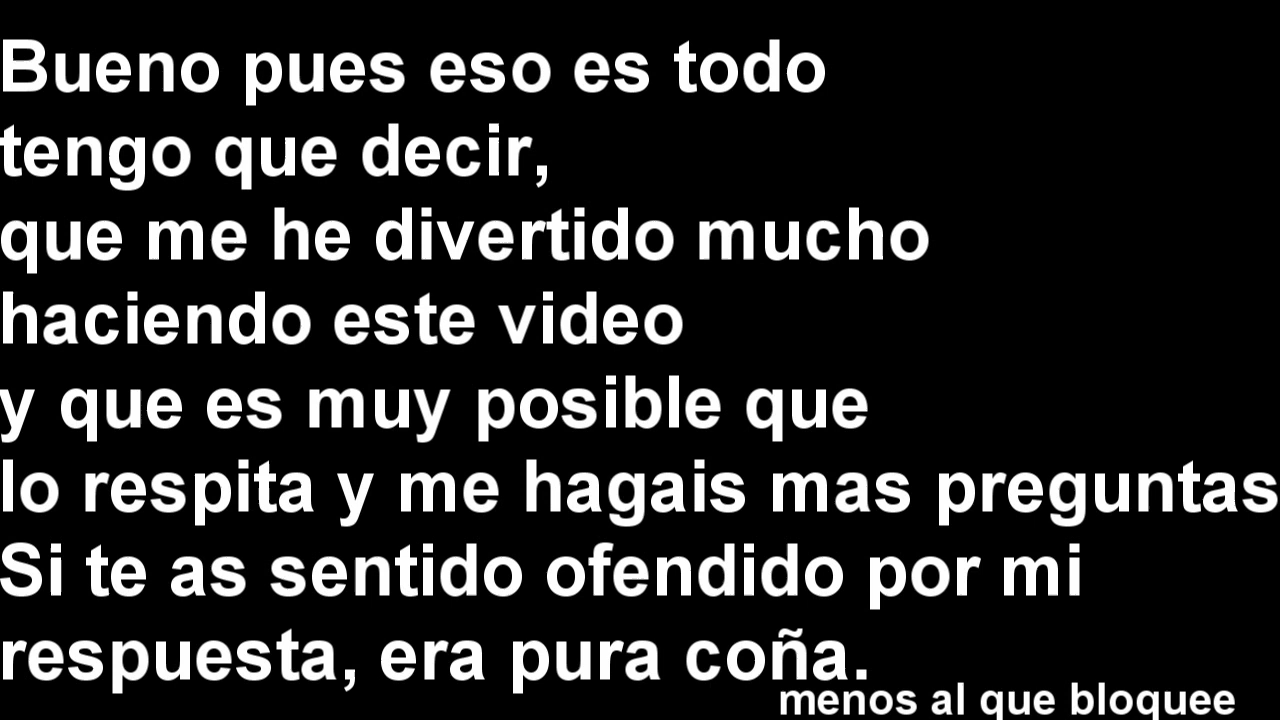 Bueno pues eso es todo
tengo que decir,
que me he divertido mucho
haciendo este video
y que es muy posible que
lo respita y me hagais mas preguntas
Si te as sentido ofendido por mi
respuesta, era pura coña.
menos al que bloquee